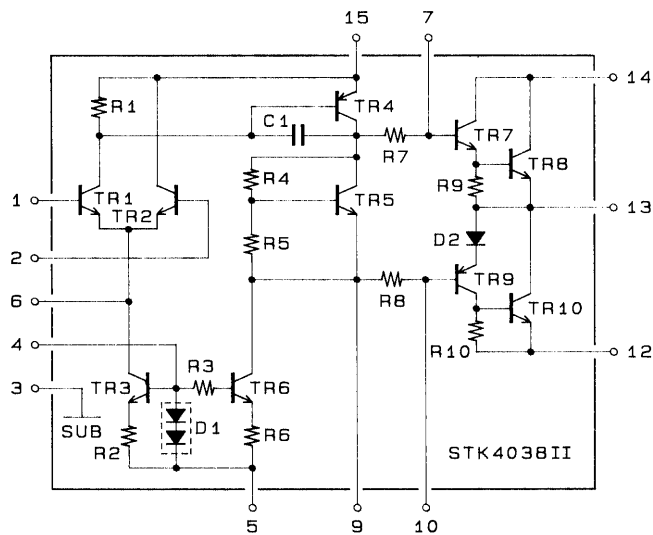 15 7
14
R1
TR4
C1
R7
TR7
TR8
R4
R9
1
TR1
TR2
TR5
13
R5
D2
2
TR9
R8
6
TR10
R10
4
R3
12
3
TR3
TR6
D1
SUB
R2
R6
STK4038II
5 9 10